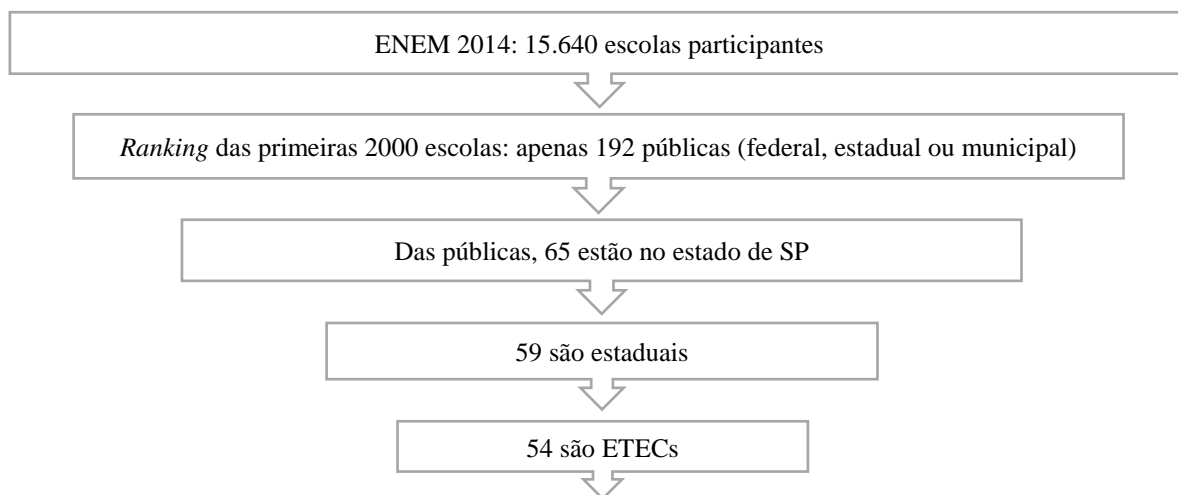 ENEM 2014: 15.640 escolas participantes
Ranking das primeiras 2000 escolas: apenas 192 públicas (federal, estadual ou municipal)
Das públicas, 65 estão no estado de SP
59 são estaduais
54 são ETECs